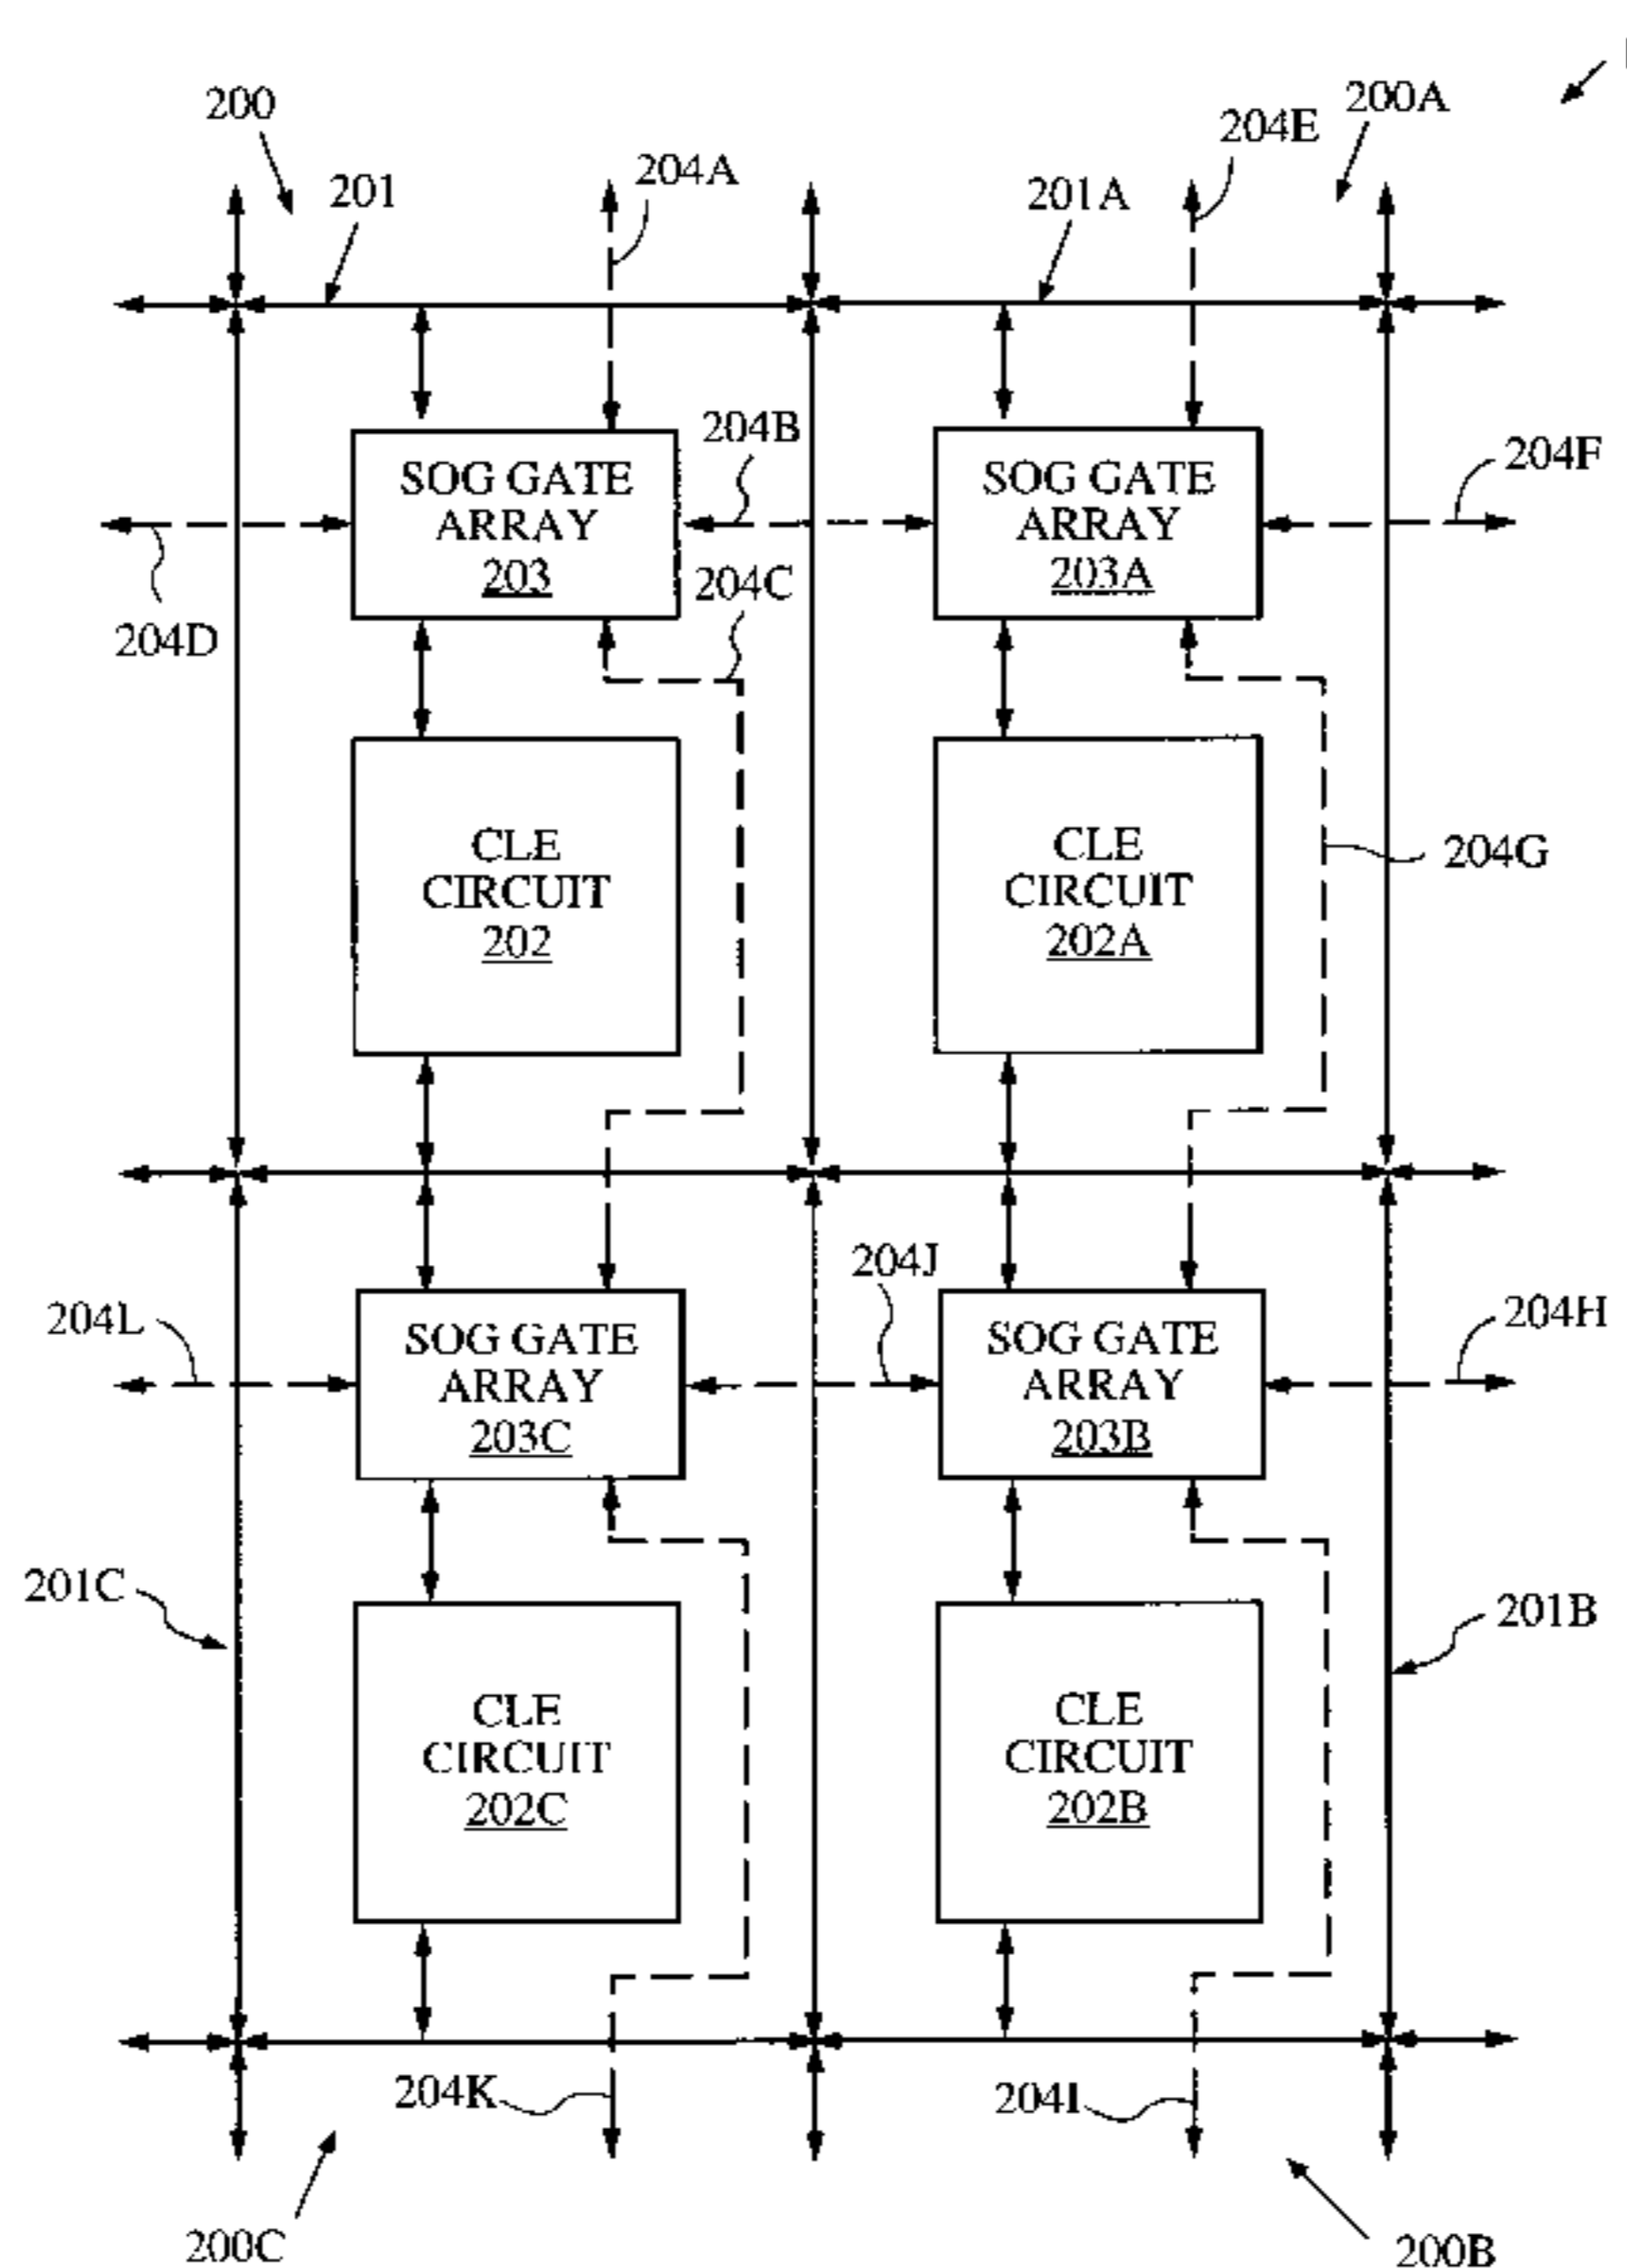 200
200A
204E
204A
201
201A
204B
204F
SOG GATE
ARRAY
203
SOG GATE
ARRAY
203A
204C
204D
CLE
CIRCUIT
202
CLE
CIRCUIT
202A
204G
204J
204L
204H
SOG GATE
ARRAY
203C
SOG GATE
ARRAY
203B
201C
201B
CLE
CIRCUIT
202C
CLE
CIRCUIT
202B
204K
204I
200C
200B